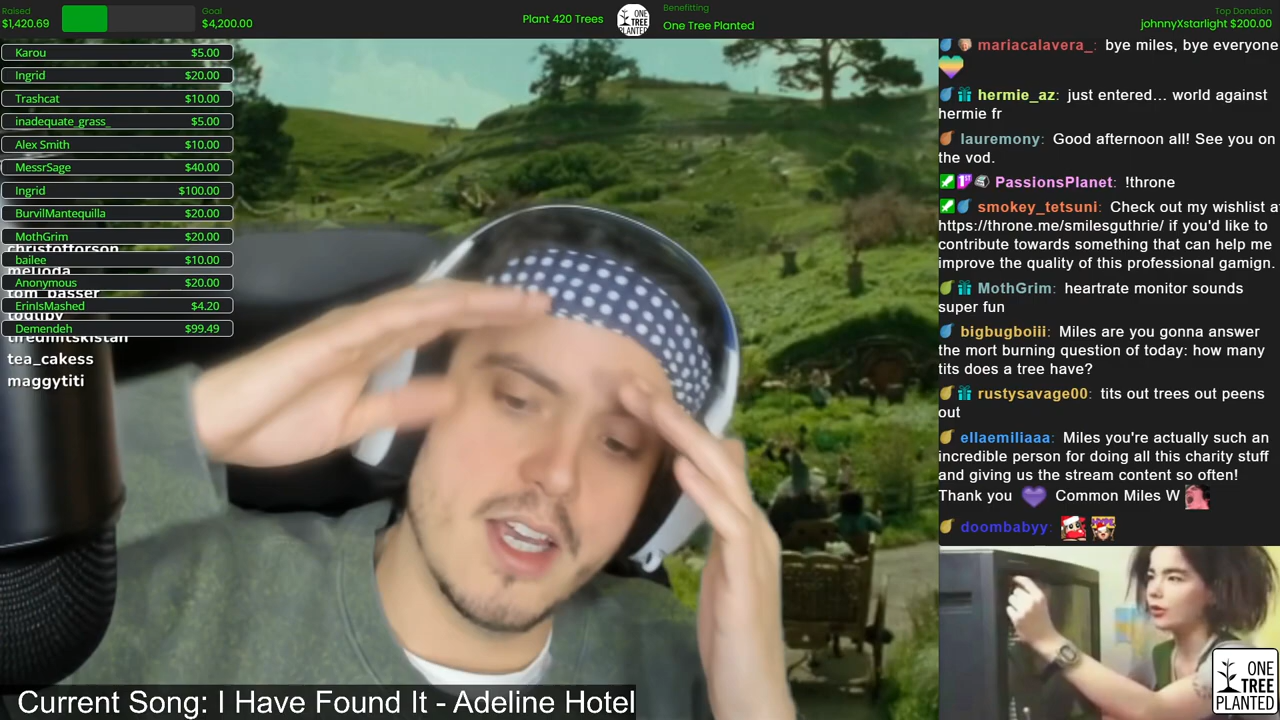 Raised
$1,420.69
Goal
$4,200.00
Plant 420 Trees
ONE TREE PLANTED
Benefitting
One Tree Planted
Top Donation
johnnyXstarlight $200.00
Karou $5.00
Ingrid $20.00
Trashcat $10.00
inadequate_grass_ $5.00
Alex Smith $10.00
MessrSage $40.00
Ingrid $100.00
BurvilMantequilla $20.00
MothGrim $20.00
christofforson
bailee $10.00
melioda
Anonymous $20.00
tom_basser
ErinIsMashed $4.20
Demendeh $99.49
tiredmitskistan
tea_cakess
maggytiti
mariacalavera_: bye miles, bye everyone
hermie_az: just entered... world against
hermie fr
lauremony: Good afternoon all! See you on
the vod.
1ST PassionsPlanet: !throne
smokey_tetsuni: Check out my wishlist at
https://throne.me/smilesguthrie/ if you'd like to
contribute towards something that can help me
improve the quality of this professional gamign.
MothGrim: heartrate monitor sounds
super fun
bigbugboiii: Miles are you gonna answer
the mort burning question of today: how many
tits does a tree have?
rustysavage00: tits out trees out peens
out
ellaemiliaaa: Miles you're actually such an
incredible person for doing all this charity stuff
and giving us the stream content so often!
Thank you Common Miles W
doombabyy:
ONE
TREE
PLANTED
Current Song: I Have Found It - Adeline Hotel